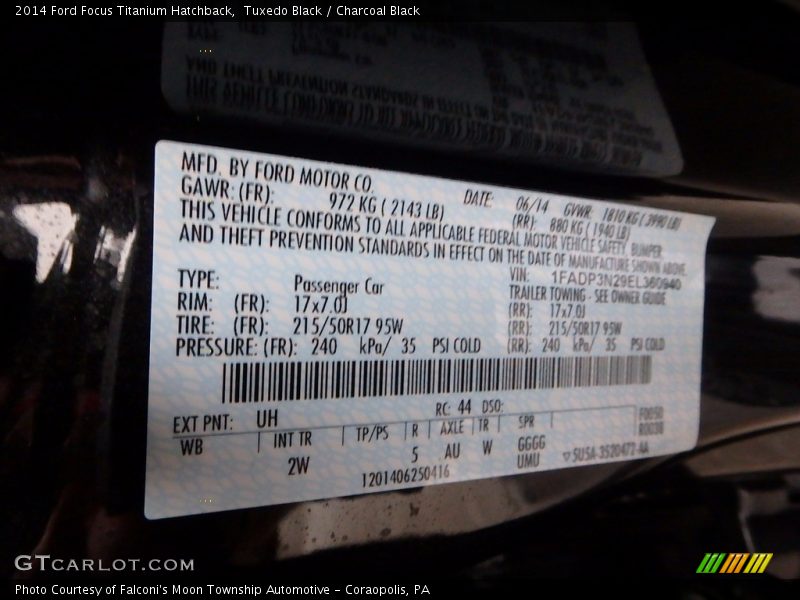 2014 Ford Focus Titanium Hatchback,  Tuxedo Black / Charcoal Black
MFD. BY FORD MOTOR CO.
DATE: 06/14 GVWR: 1810 KG ( 3990 LB)
GAWR: (FR): 972 KG ( 2143 LB) (RR): 880 KG ( 1940 LB)
THIS VEHICLE CONFORMS TO ALL APPLICABLE FEDERAL MOTOR VEHICLE SAFETY, BUMPER,
AND THEFT PREVENTION STANDARDS IN EFFECT ON THE DATE OF MANUFACTURE SHOWN ABOVE.
VIN: 1FADP3N29EL360940
TYPE: Passenger Car TRAILER TOWING - SEE OWNER GUIDE
RIM: (FR): 17x7.0J (RR): 17x7.0J
TIRE: (FR): 215/50R17 95W (RR): 215/50R17 95W
PRESSURE: (FR): 240 kPa/ 35 PSI COLD (RR): 240 kPa/ 35 PSI COLD
RC: 44 DSO:
EXT PNT: UH F0050
R0038
WB INT TR TP/PS R AXLE TR SPR
2W 5 AU W GGGG
UMU
1201406250416
GTCARLOT.COM
Photo Courtesy of Falconi's Moon Township Automotive – Coraopolis, PA